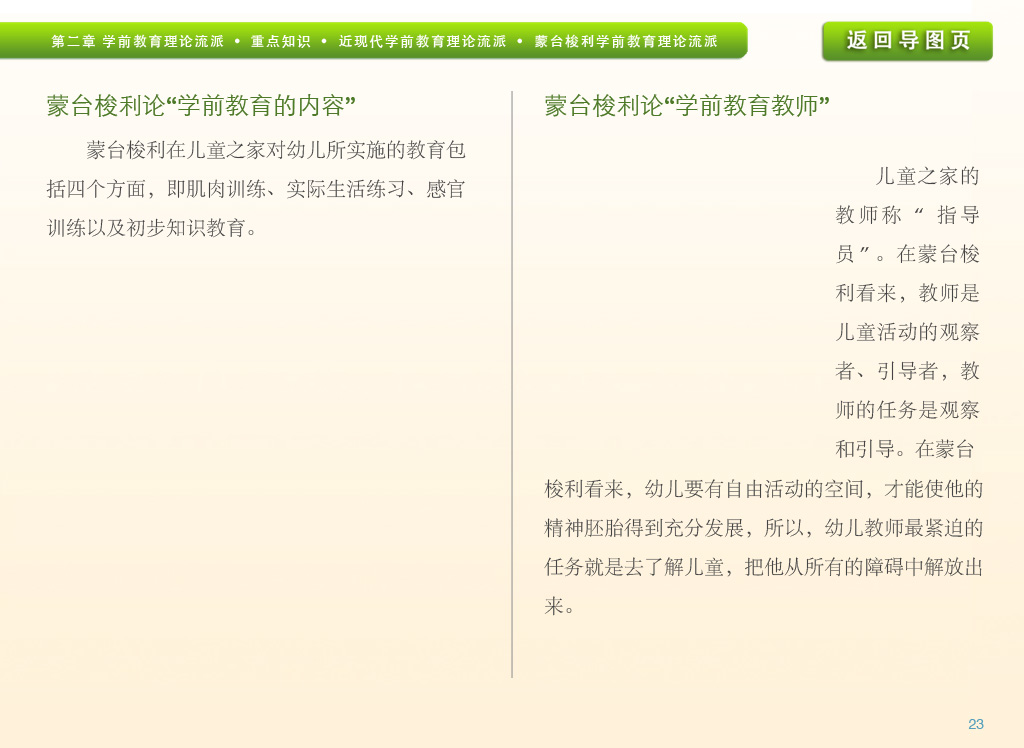 第二章 学前教育理论流派 • 重点知识 • 近现代学前教育理论流派 • 蒙台梭利学前教育理论流派
返回导图页
蒙台梭利论“学前教育的内容”
蒙台梭利在儿童之家对幼儿所实施的教育包
括四个方面，即肌肉训练、实际生活练习、感官
训练以及初步知识教育。
蒙台梭利论“学前教育教师”
儿童之家的
教师称“指导
员”。在蒙台梭
利看来，教师是
儿童活动的观察
者、引导者，教
师的任务是观察
和引导。在蒙台
梭利看来，幼儿要有自由活动的空间，才能使他的
精神胚胎得到充分发展，所以，幼儿教师最紧迫的
任务就是去了解儿童，把他从所有的障碍中解放出
来。
23